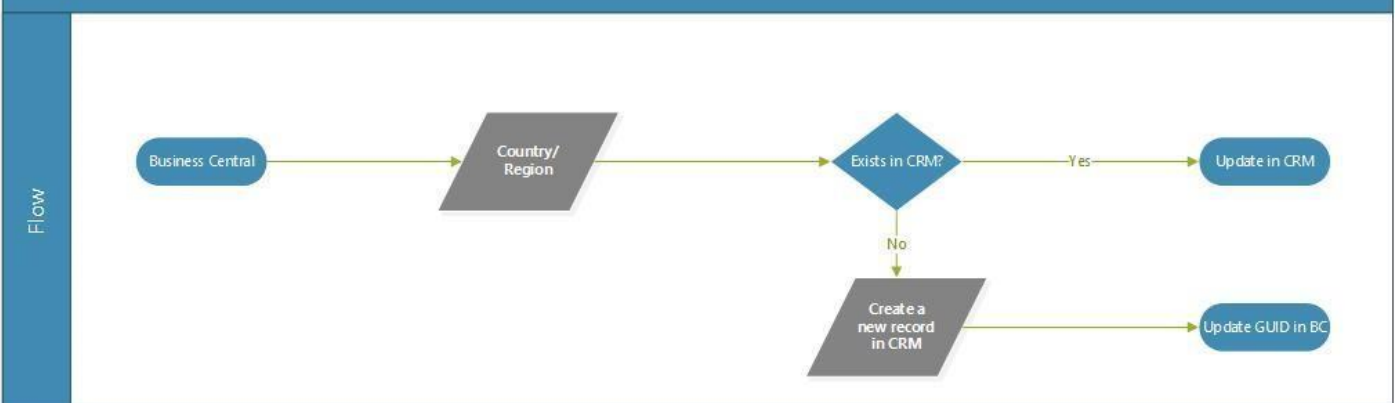 Flow
Business Central
Country/
Region
Exists in CRM?
Yes
Update in CRM
No
Create a
new record
in CRM
Update GUID in BC